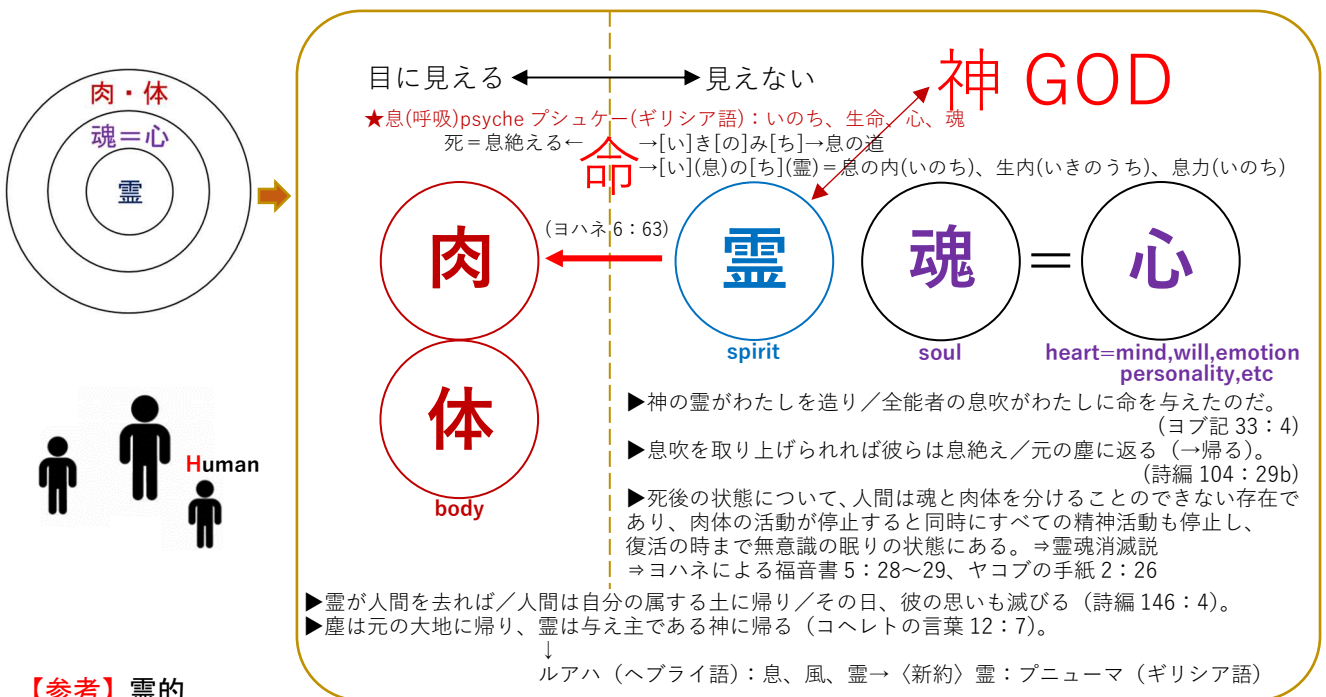 肉・体
魂＝心
霊
Human
目に見える
見えない
神 GOD
★息(呼吸)psyche プシュケー(ギリシア語)：いのち、生命、心、魂
死＝息絶える←
命
→[い]き[の]み[ち]→息の道
→[い](息)の[ち](霊)＝息の内(いのち)、生内(いきのうち)、息力(いのち)
(ヨハネ 6：63)
肉
霊
魂
＝
心
spirit
soul
heart=mind,will,emotion
personality,etc
体
body
▶神の霊がわたしを造り／全能者の息吹がわたしに命を与えたのだ。
(ヨブ記 33：4)
▶息吹を取り上げられれば彼らは息絶え／元の塵に返る（→帰る）。
(詩編 104：29b)
▶死後の状態について、人間は魂と肉体を分けることのできない存在で
あり、肉体の活動が停止すると同時にすべての精神活動も停止し、
復活の時まで無意識の眠りの状態にある。⇒霊魂消滅説
⇒ヨハネによる福音書 5：28～29、ヤコブの手紙 2：26
▶霊が人間を去れば／人間は自分の属する土に帰り／その日、彼の思いも滅びる（詩編 146：4）。
▶塵は元の大地に帰り、霊は与え主である神に帰る（コヘレトの言葉 12：7）。
↓
ルアハ（ヘブライ語）：息、風、霊→〈新約〉霊：プニューマ（ギリシア語）
【参考】霊的